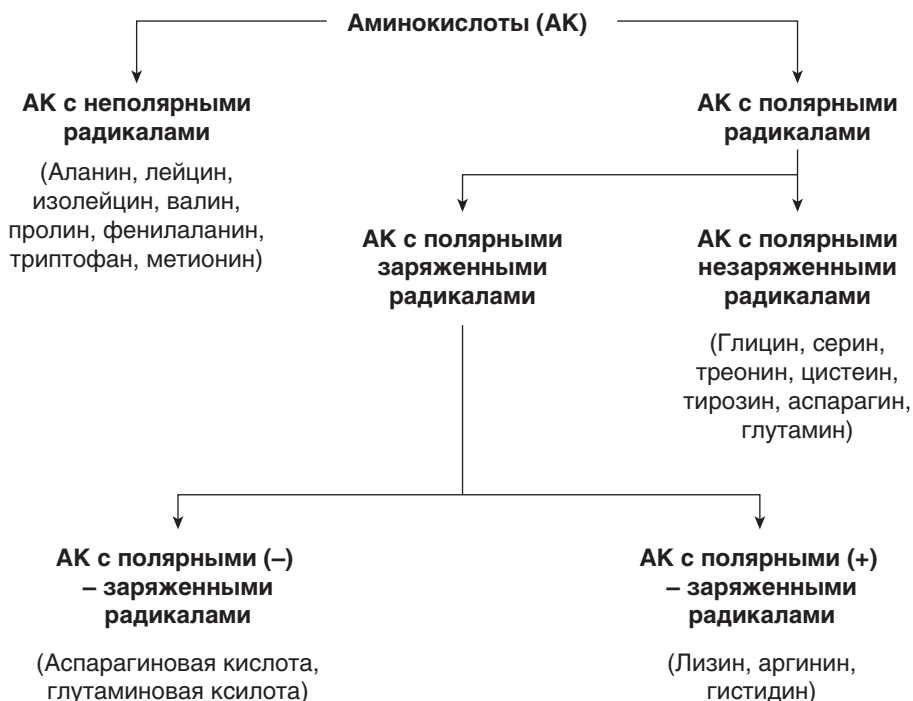 Аминокислоты (АК)
АК с неполярными
радикалами
(Аланин, лейцин,
изолейцин, валин,
пролин, фенилаланин,
триптофан, метионин)
АК с полярными
радикалами
АК с полярными
заряженными
радикалами
АК с полярными
незаряженными
радикалами
(Глицин, серин,
треонин, цистеин,
тирозин, аспарагин,
глутамин)
АК с полярными (–)
– заряженными
радикалами
(Аспарагиновая кислота,
глутаминовая ксилота)
АК с полярными (+)
– заряженными
радикалами
(Лизин, аргинин,
гистидин)